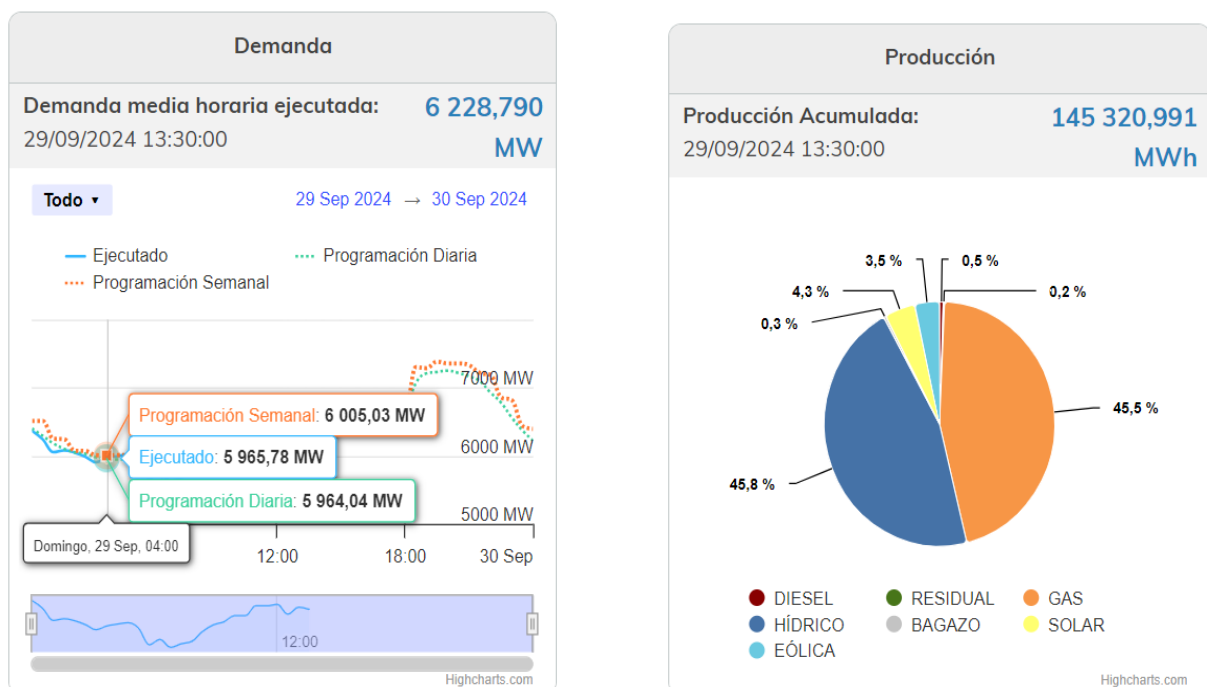 Demanda
Demanda media horaria ejecutada:
6 228,790
MW
29/09/2024 13:30:00
Todo ▾
29 Sep 2024 → 30 Sep 2024
Ejecutado
Programación Diaria
Programación Semanal
7000 MW
Programación Semanal: 6 005,03 MW
6000 MW
Ejecutado: 5 965,78 MW
Programación Diaria: 5 964,04 MW
5000 MW
Domingo, 29 Sep, 04:00
12:00
18:00
30 Sep
12:00
Highcharts.com
Producción
Producción Acumulada:
145 320,991
MWh
29/09/2024 13:30:00
3,5 %
0,5 %
4,3 %
0,2 %
0,3 %
45,5 %
45,8 %
DIESEL
RESIDUAL
GAS
HÍDRICO
BAGAZO
SOLAR
EÓLICA
Highcharts.com